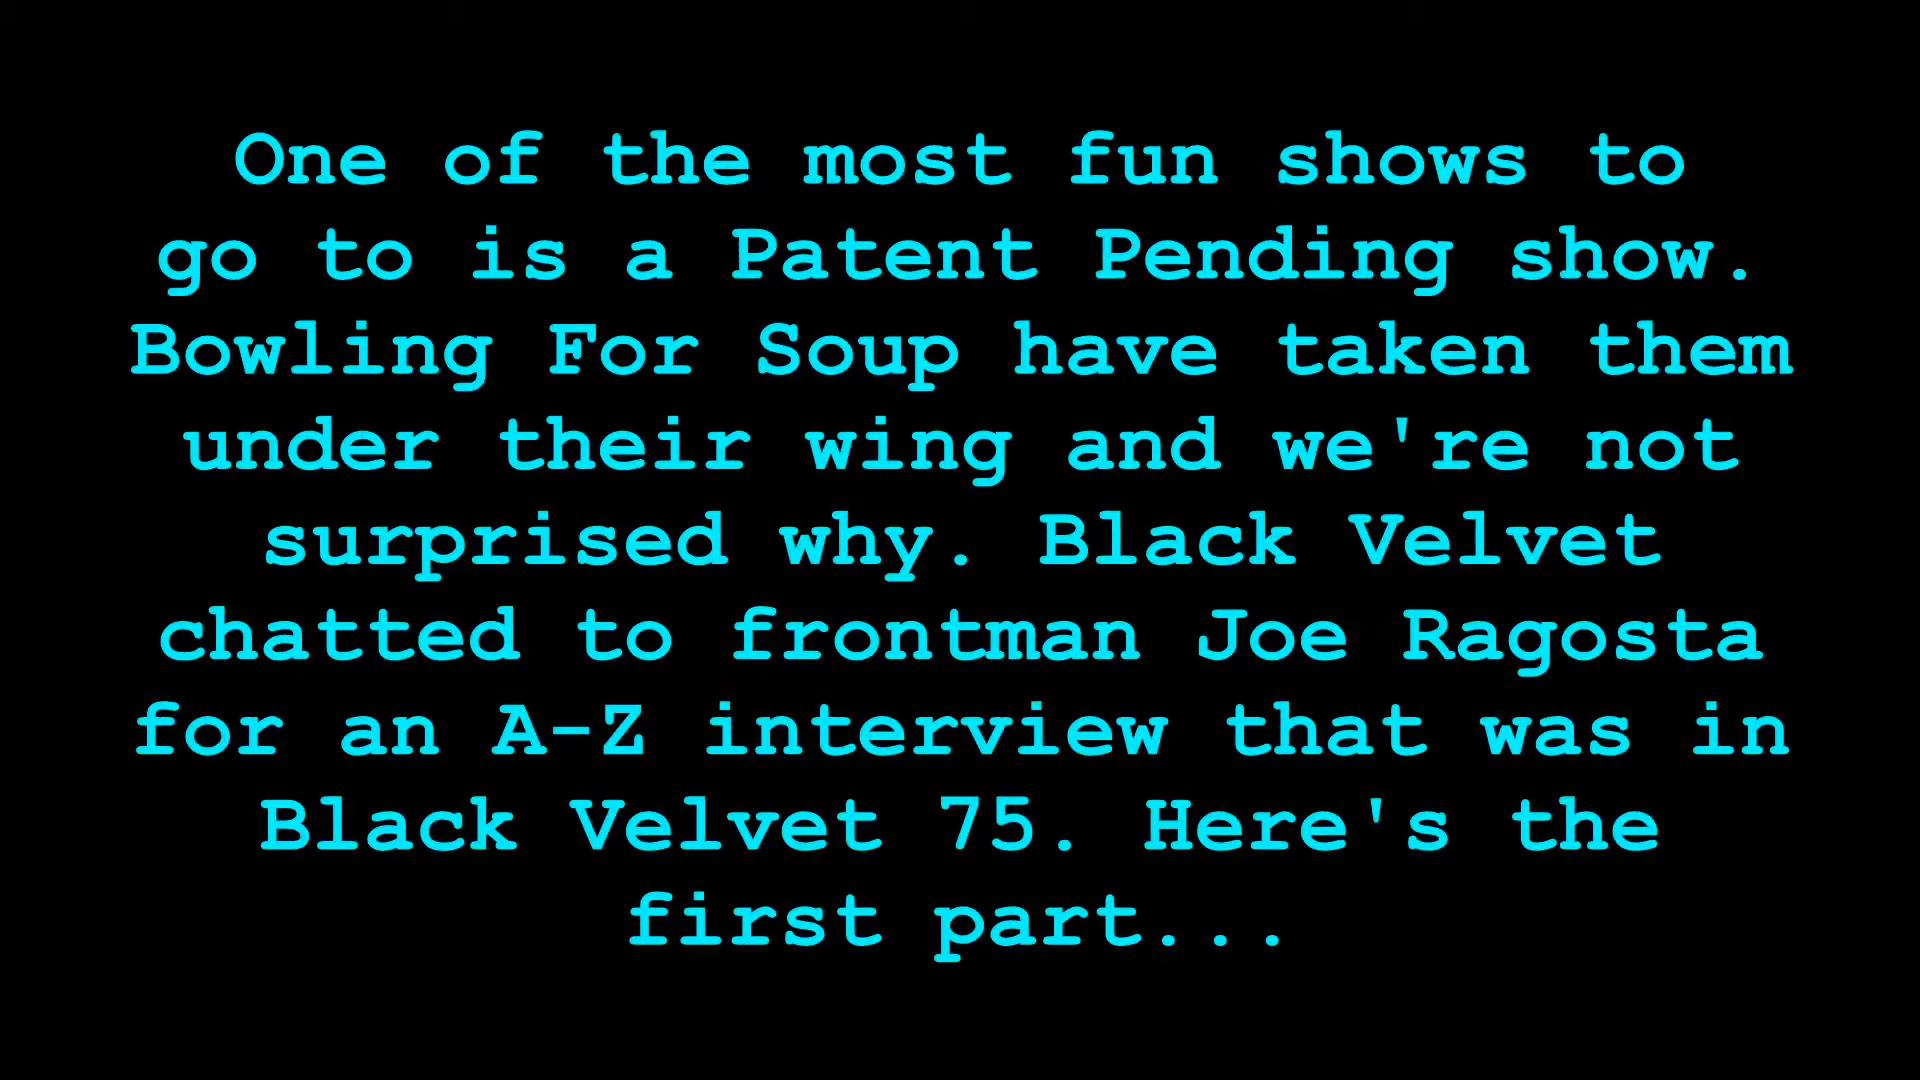 One of the most fun shows to
go to is a Patent Pending show.
Bowling For Soup have taken them
under their wing and we're not
surprised why. Black Velvet
chatted to frontman Joe Ragosta
for an A-Z interview that was in
Black Velvet 75. Here's the
first part...